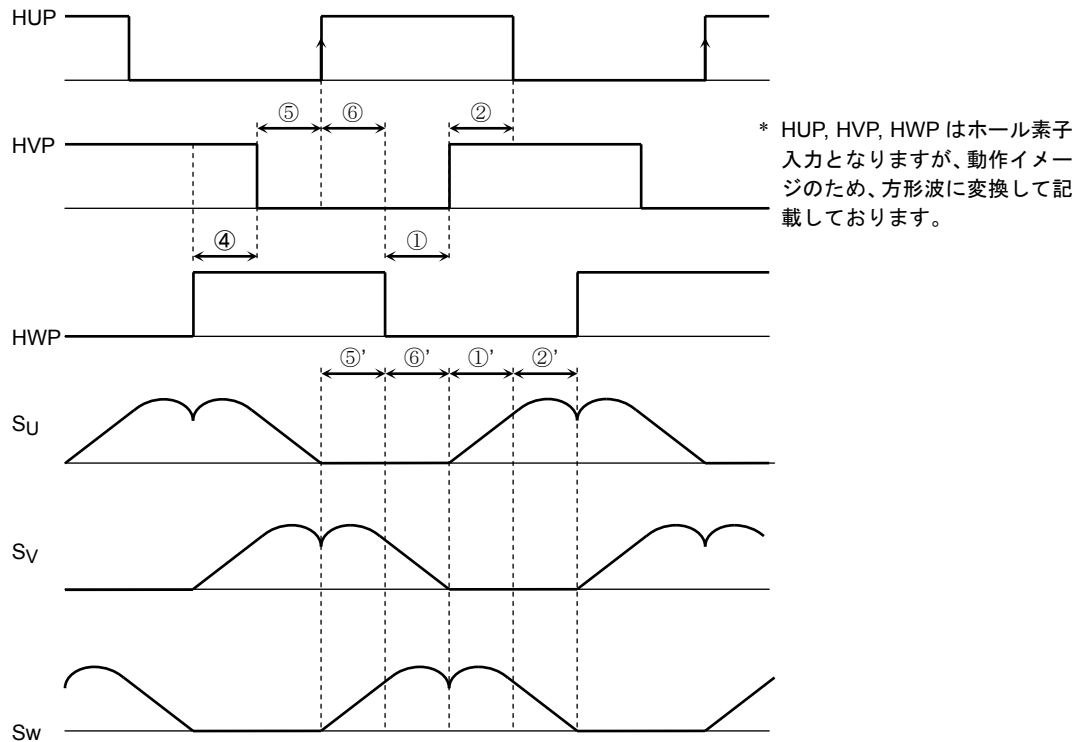 HUP
⑤ ⑥ ②
HVP
* HUP, HVP, HWP はホール素子
入力となりますが、動作イメー
ジのため、方形波に変換して記
載しております。
④ ①
HWP
⑤’ ⑥’ ①’ ②’
SU
SV
Sw